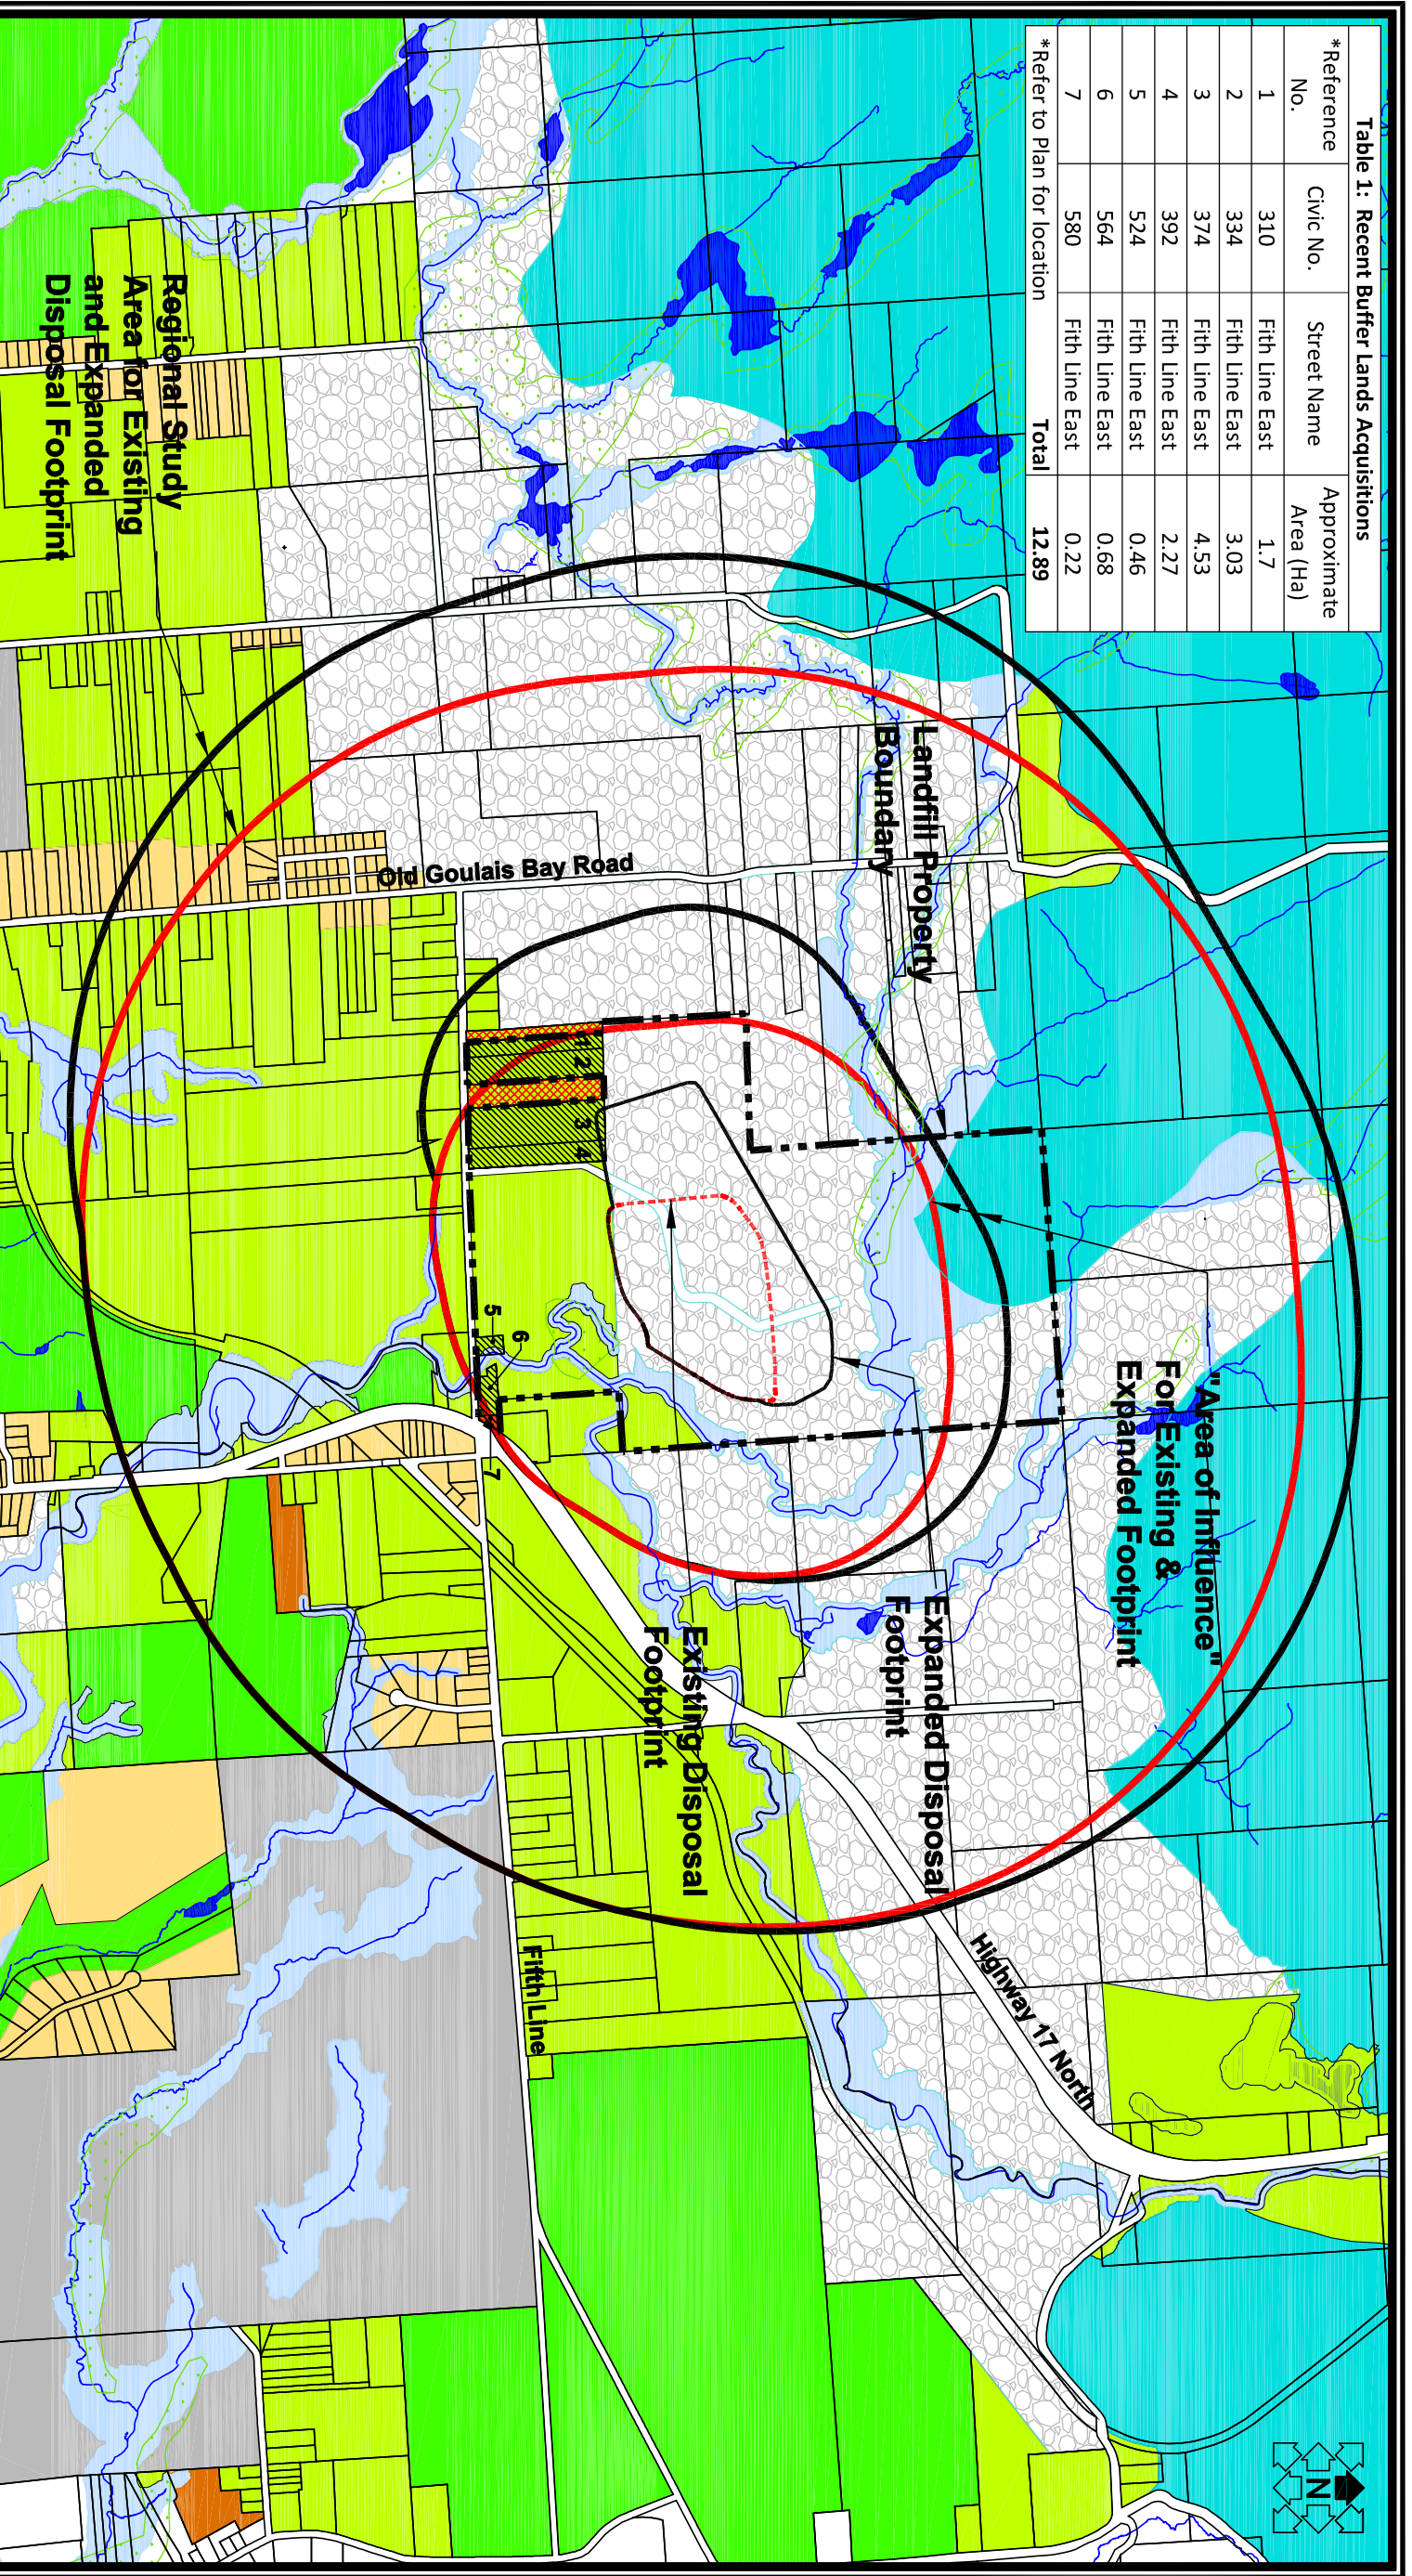 Table 1: Recent Buffer Lands Acquisitions
*Reference No. Civic No. Street Name Approximate Area (Ha)
1 310 Fith Line East 1.7
2 334 Fith Line East 3.03
3 374 Fith Line East 4.53
4 392 Fith Line East 2.27
5 524 Fith Line East 0.46
6 564 Fith Line East 0.68
7 580 Fith Line East 0.22
Total 12.89
*Refer to Plan for location
N
"Area of Influence"
For Existing &
Expanded Footprint
Landfill Property
Boundary
Expanded Disposal
Footprint
Highway 17 North
Existing Disposal
Footprint
Old Goulais Bay Road
1
2
3
4
5
6
7
Fifth Line
Regional Study
Area for Existing
and Expanded
Disposal Footprint